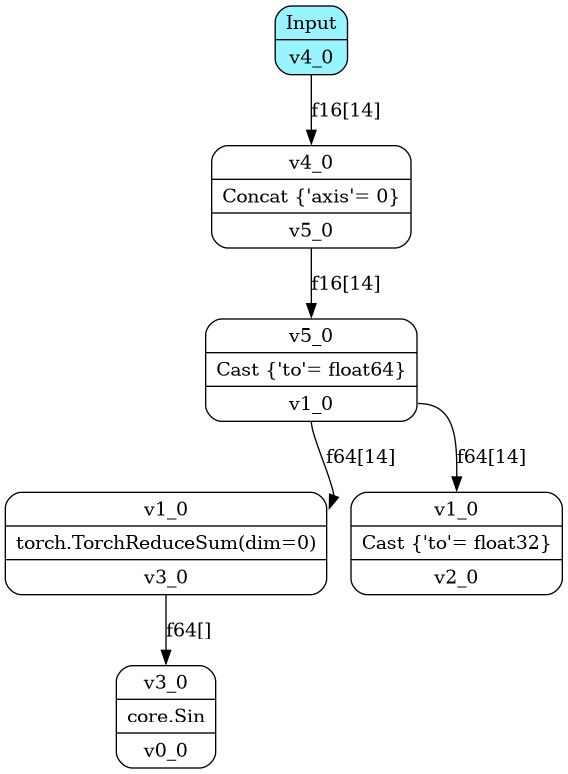 Input
v4_0
f16[14]
v4_0
Concat {'axis'= 0}
v5_0
f16[14]
v5_0
Cast {'to'= float64}
v1_0
f64[14]
f64[14]
v1_0
torch.TorchReduceSum(dim=0)
v3_0
v1_0
Cast {'to'= float32}
v2_0
f64[]
v3_0
core.Sin
v0_0